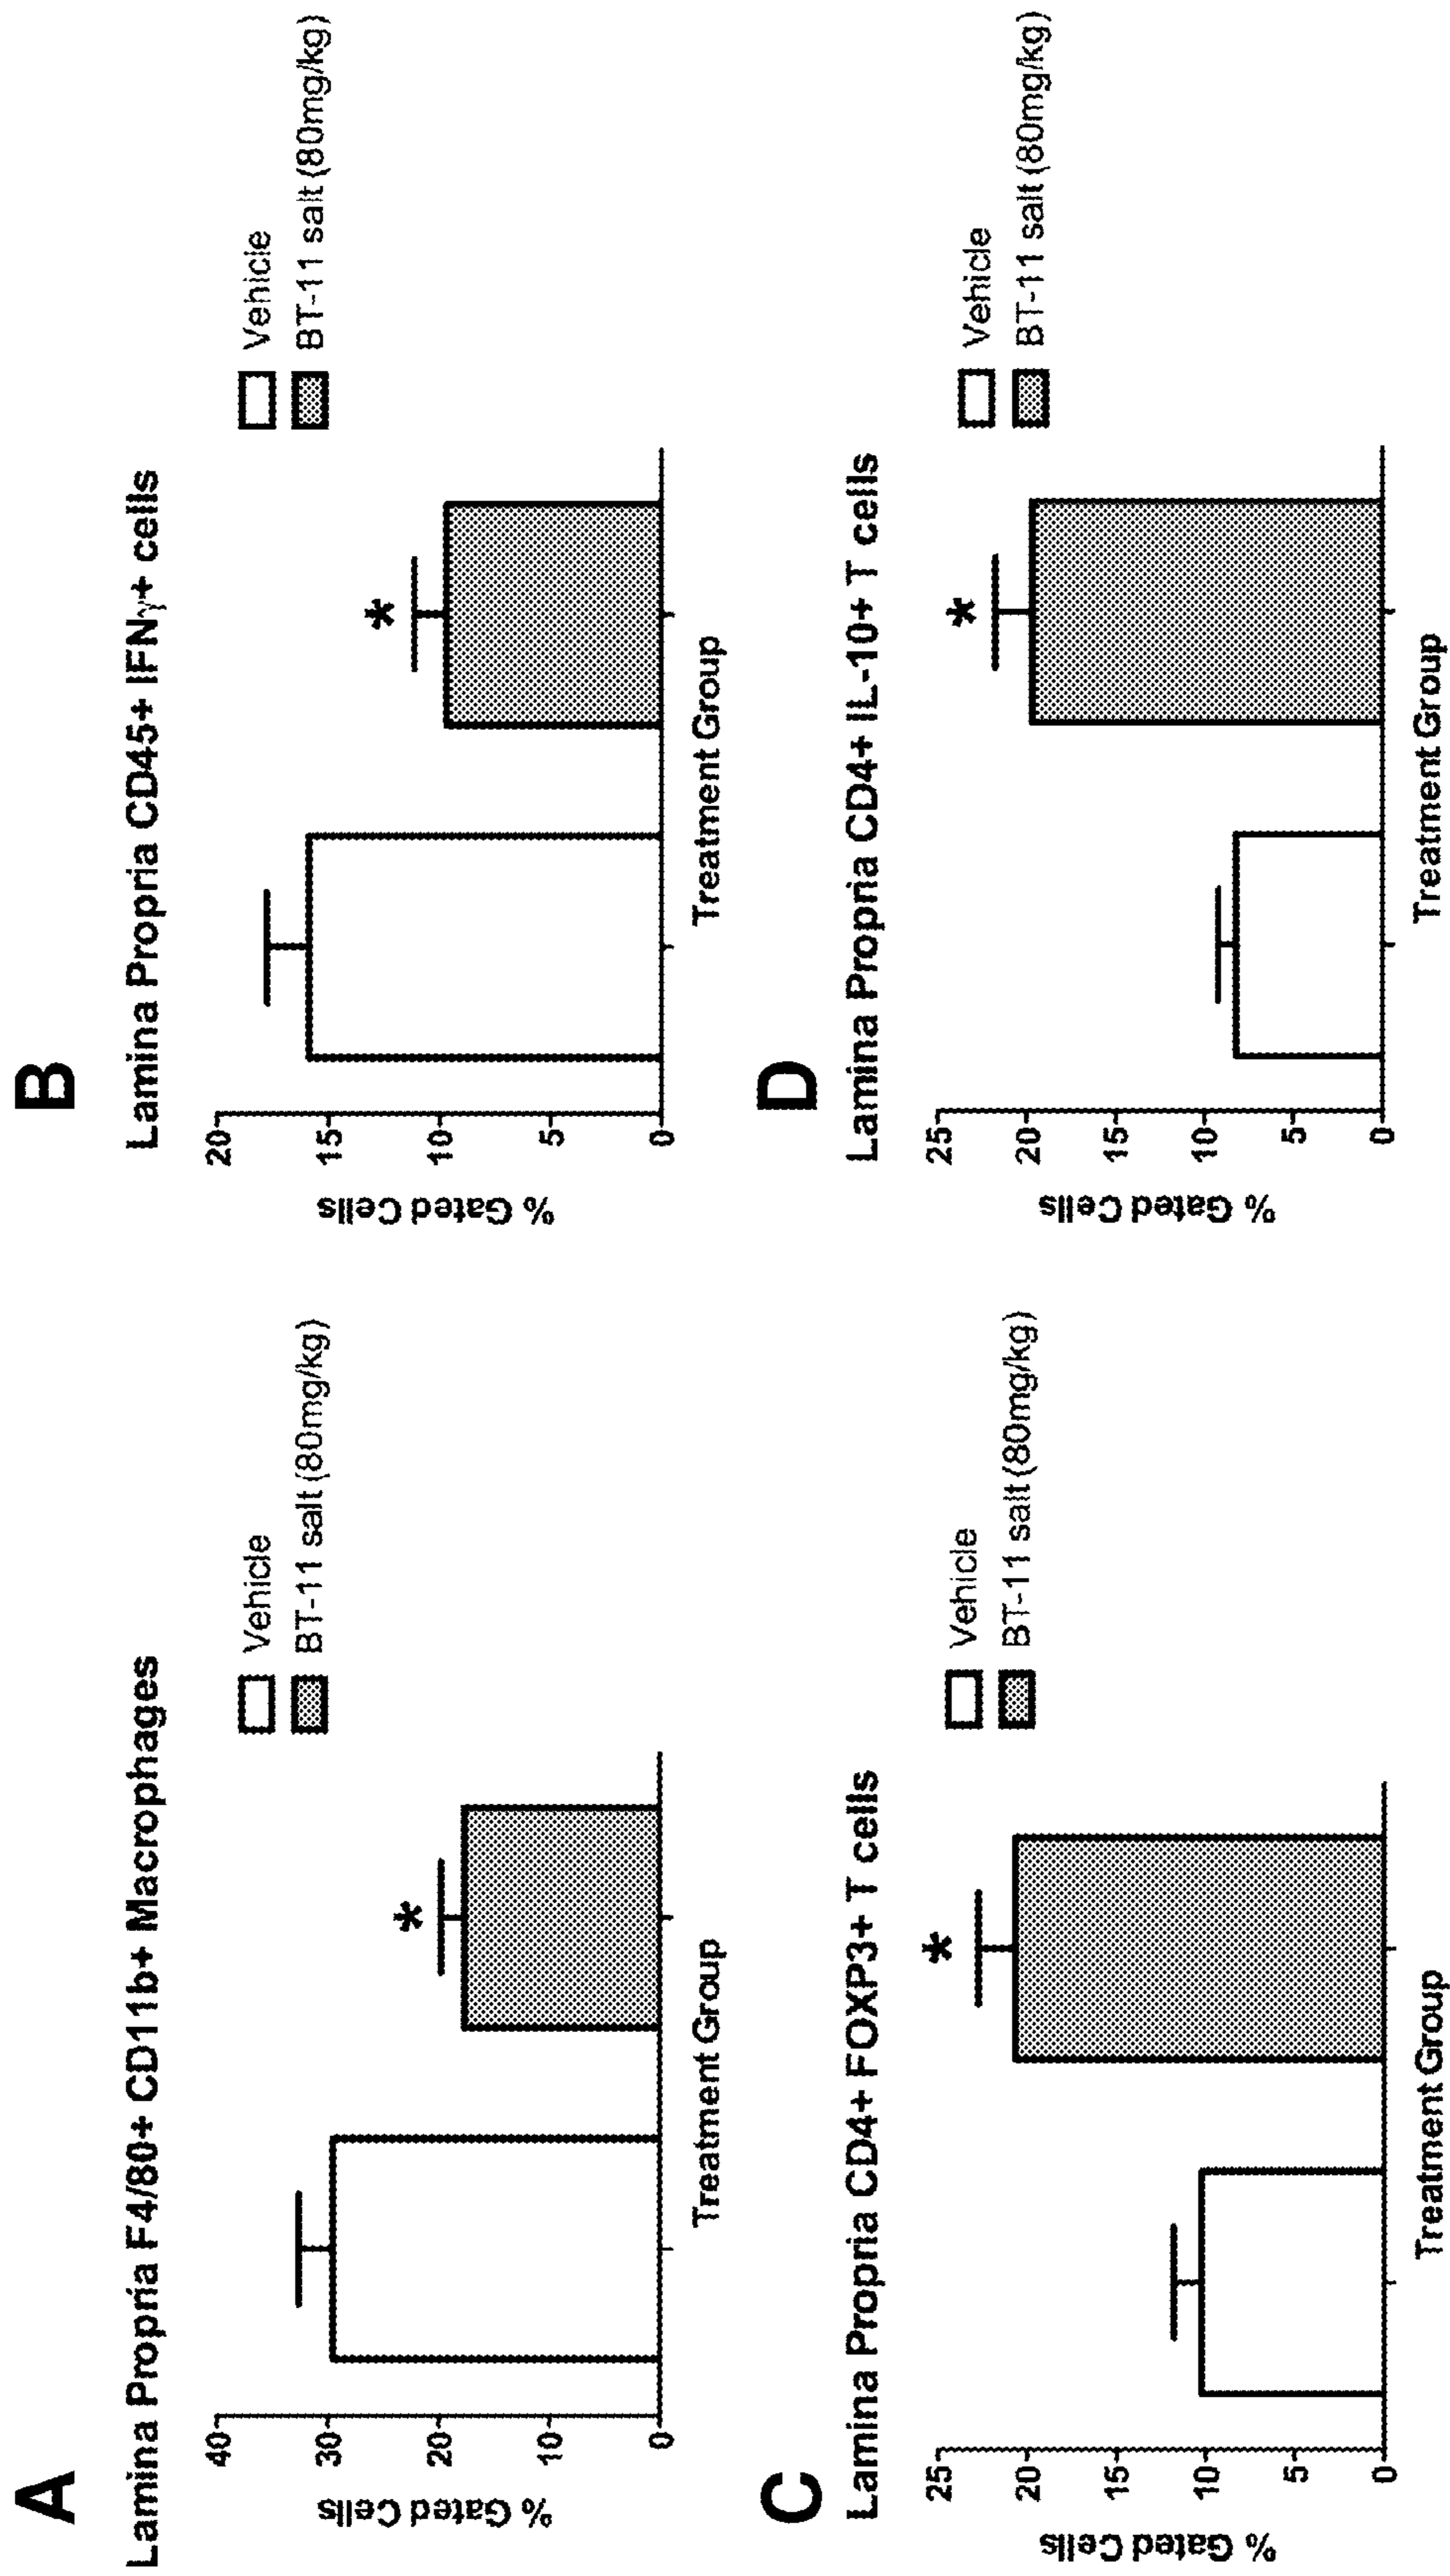 A
Lamina Propria F4/80+ CD11b+ Macrophages
% Gated Cells
40
30
20
10
0
*
Treatment Group
Vehicle
BT-11 salt (80mg/kg)
B
Lamina Propria CD45+ IFNγ+ cells
% Gated Cells
20
15
10
5
0
*
Treatment Group
Vehicle
BT-11 salt (80mg/kg)
C
Lamina Propria CD4+ FOXP3+ T cells
% Gated Cells
25
20
15
10
5
0
*
Treatment Group
Vehicle
BT-11 salt (80mg/kg)
D
Lamina Propria CD4+ IL-10+ T cells
% Gated Cells
25
20
15
10
5
0
*
Treatment Group
Vehicle
BT-11 salt (80mg/kg)